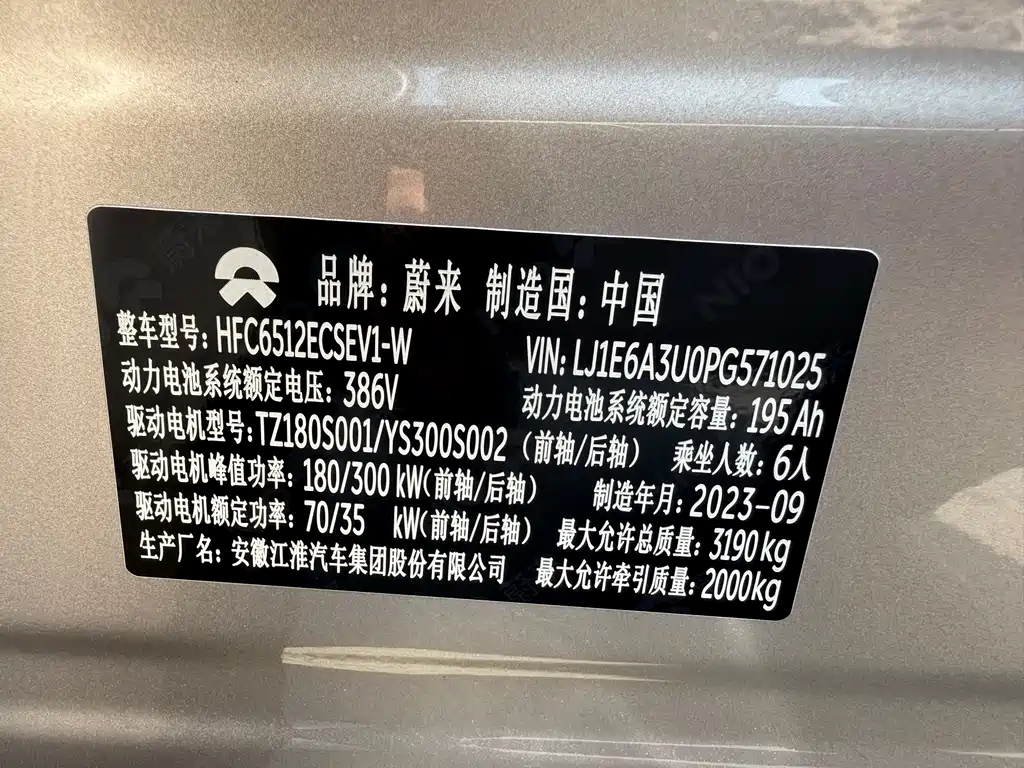 品牌：蔚来 制造国：中国
整车型号：HFC6512ECSEV1-W VIN：LJ1E6A3U0PG571025
动力电池系统额定电压：386V 动力电池系统额定容量：195Ah
驱动电机型号：TZ180S001/YS300S002（前轴/后轴） 乘坐人数：6人
驱动电机峰值功率：180/300kW（前轴/后轴） 制造年月：2023-09
驱动电机额定功率：70/35 kW（前轴/后轴） 最大允许总质量：3190kg
生产厂名：安徽江淮汽车集团股份有限公司 最大允许牵引质量：2000kg